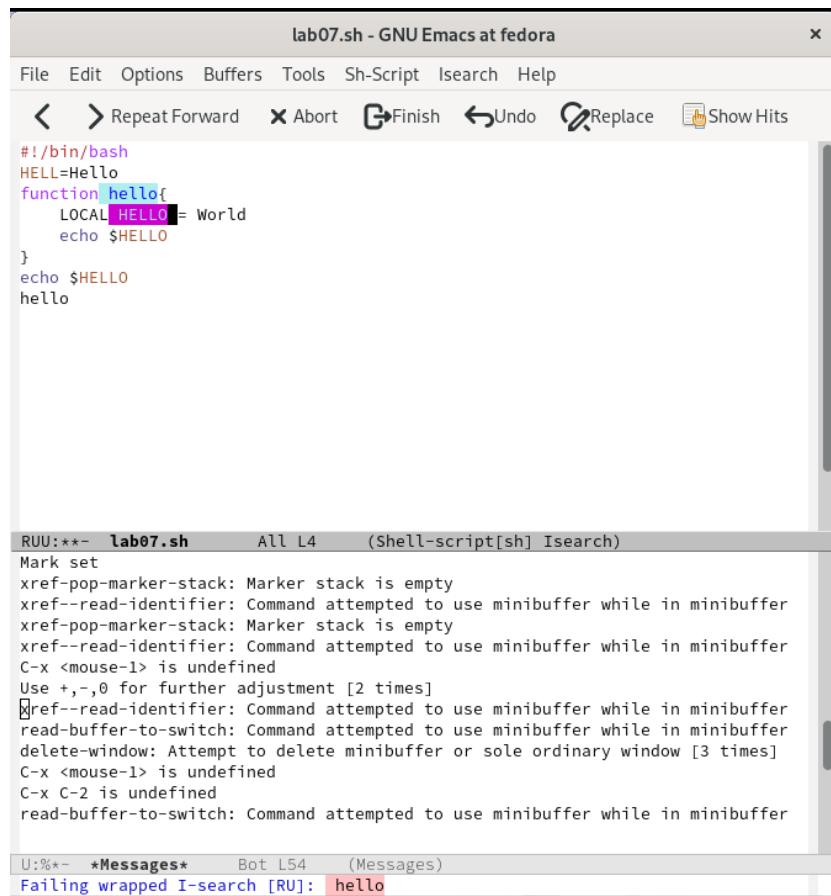 lab07.sh - GNU Emacs at fedora ×
File Edit Options Buffers Tools Sh-Script Isearch Help
Repeat Forward Abort Finish Undo Replace Show Hits
#!/bin/bash
HELL=Hello
function hello{
    LOCAL HELLO = World
    echo $HELLO
}
echo $HELLO
hello
RUU:**- lab07.sh All L4 (Shell-script[sh] Isearch)
Mark set
xref-pop-marker-stack: Marker stack is empty
xref--read-identifier: Command attempted to use minibuffer while in minibuffer
xref-pop-marker-stack: Marker stack is empty
xref--read-identifier: Command attempted to use minibuffer while in minibuffer
C-x <mouse-1> is undefined
Use +,-,0 for further adjustment [2 times]
xref--read-identifier: Command attempted to use minibuffer while in minibuffer
read-buffer-to-switch: Command attempted to use minibuffer while in minibuffer
delete-window: Attempt to delete minibuffer or sole ordinary window [3 times]
C-x <mouse-1> is undefined
C-x C-2 is undefined
read-buffer-to-switch: Command attempted to use minibuffer while in minibuffer
U:%*- *Messages* Bot L54 (Messages)
Failing wrapped I-search [RU]: hello